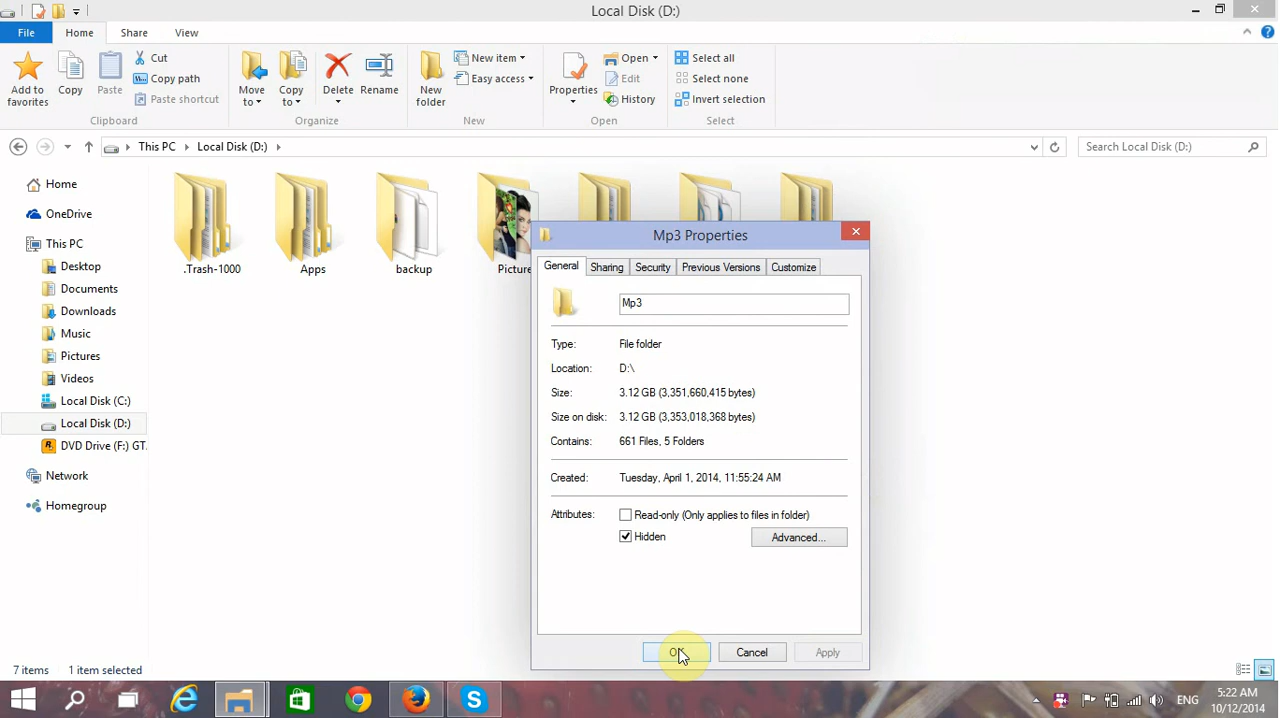 Local Disk (D:)
File Home Share View
Add to favorites
Copy
Paste
Cut
Copy path
Paste shortcut
Clipboard
Move to
Copy to
Delete
Rename
Organize
New folder
New item
Easy access
New
Properties
Open
Edit
History
Open
Select all
Select none
Invert selection
Select
This PC Local Disk (D:)
Search Local Disk (D:)
Home
OneDrive
This PC
Desktop
Documents
Downloads
Music
Pictures
Videos
Local Disk (C:)
Local Disk (D:)
DVD Drive (F:) GT.
Network
Homegroup
.Trash-1000
Apps
backup
Picture
Mp3 Properties
General Sharing Security Previous Versions Customize
Mp3
Type: File folder
Location: D:\
Size: 3.12 GB (3,351,660,415 bytes)
Size on disk: 3.12 GB (3,353,018,368 bytes)
Contains: 661 Files, 5 Folders
Created: Tuesday, April 1, 2014, 11:55:24 AM
Attributes: Read-only (Only applies to files in folder)
Hidden Advanced...
OK Cancel Apply
7 items 1 item selected
ENG
5:22 AM
10/12/2014